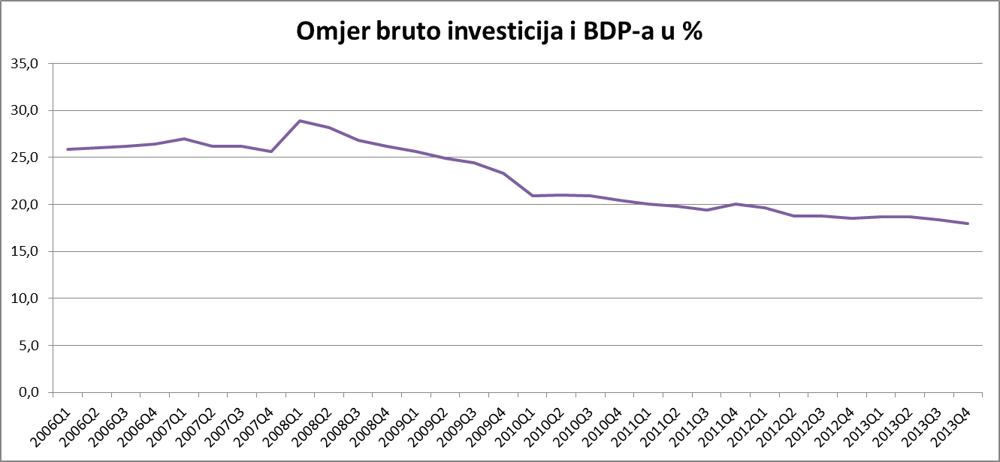 Omjer bruto investicija i BDP-a u %
35,0
30,0
25,0
20,0
15,0
10,0
5,0
0,0
2006Q1
2006Q2
2006Q3
2006Q4
2007Q1
2007Q2
2007Q3
2007Q4
2008Q1
2008Q2
2008Q3
2008Q4
2009Q1
2009Q2
2009Q3
2009Q4
2010Q1
2010Q2
2010Q3
2010Q4
2011Q1
2011Q2
2011Q3
2011Q4
2012Q1
2012Q2
2012Q3
2012Q4
2013Q1
2013Q2
2013Q3
2013Q4